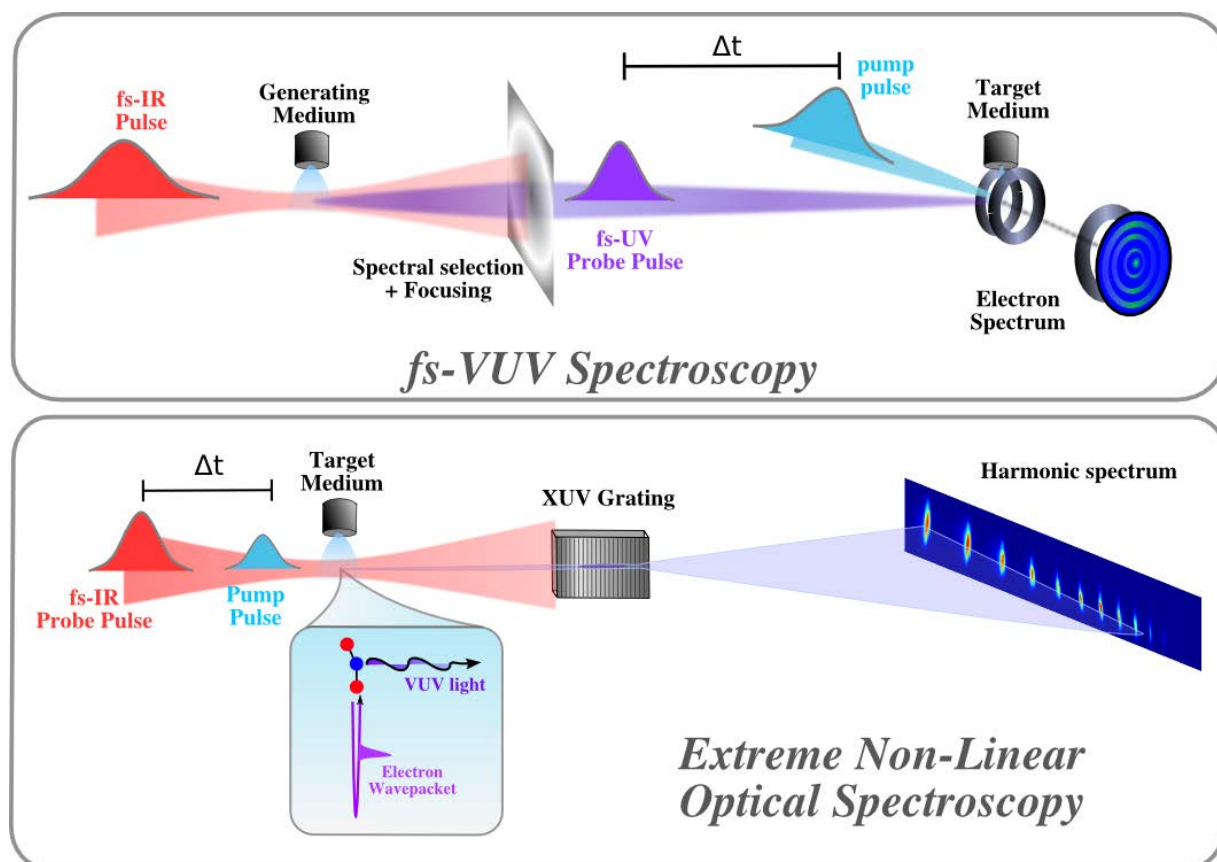 Δt
fs-IR
Pulse
Generating
Medium
pump
pulse
Target
Medium
fs-UV
Probe Pulse
Spectral selection
+ Focusing
Electron
Spectrum
fs-VUV Spectroscopy
Δt
Target
Medium
Harmonic spectrum
XUV Grating
fs-IR
Probe Pulse
Pump
Pulse
VUV light
Electron
Wavepacket
Extreme Non-Linear
Optical Spectroscopy